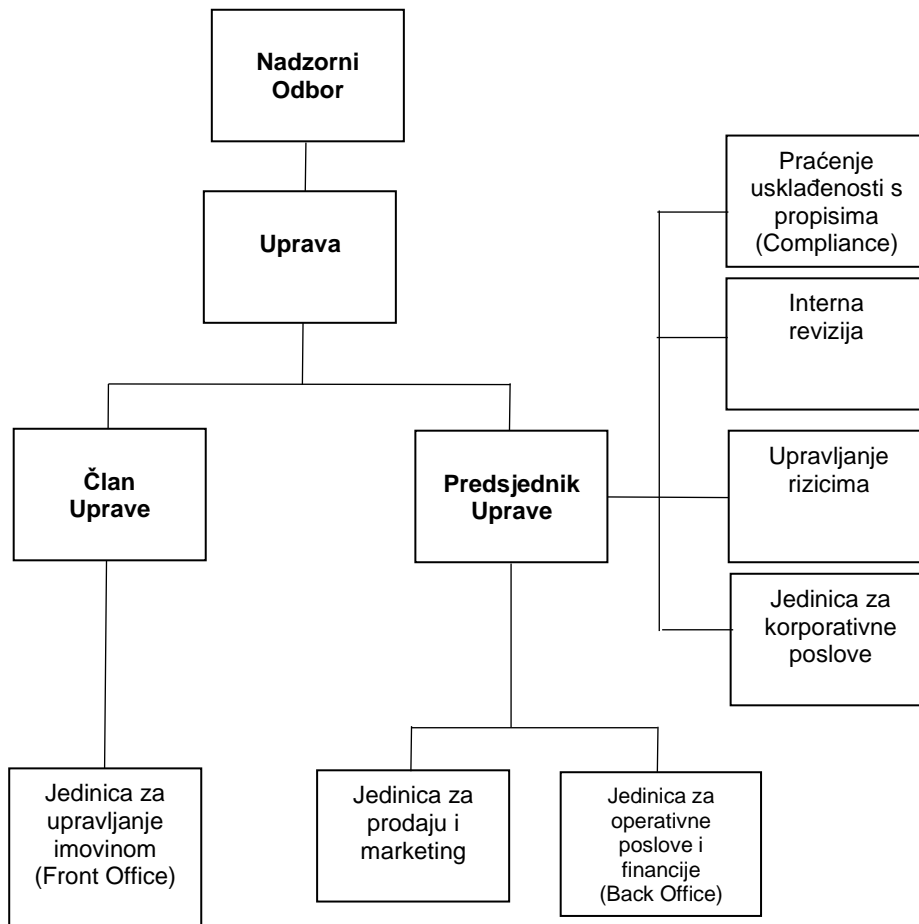 Nadzorni
Odbor
Uprava
Praćenje
usklađenosti s
propisima
(Compliance)
Interna
revizija
Član
Uprave
Predsjednik
Uprave
Upravljanje
rizicima
Jedinica za
korporativne
poslove
Jedinica za
upravljanje
imovinom
(Front Office)
Jedinica za
prodaju i
marketing
Jedinica za
operativne
poslove i
financije
(Back Office)